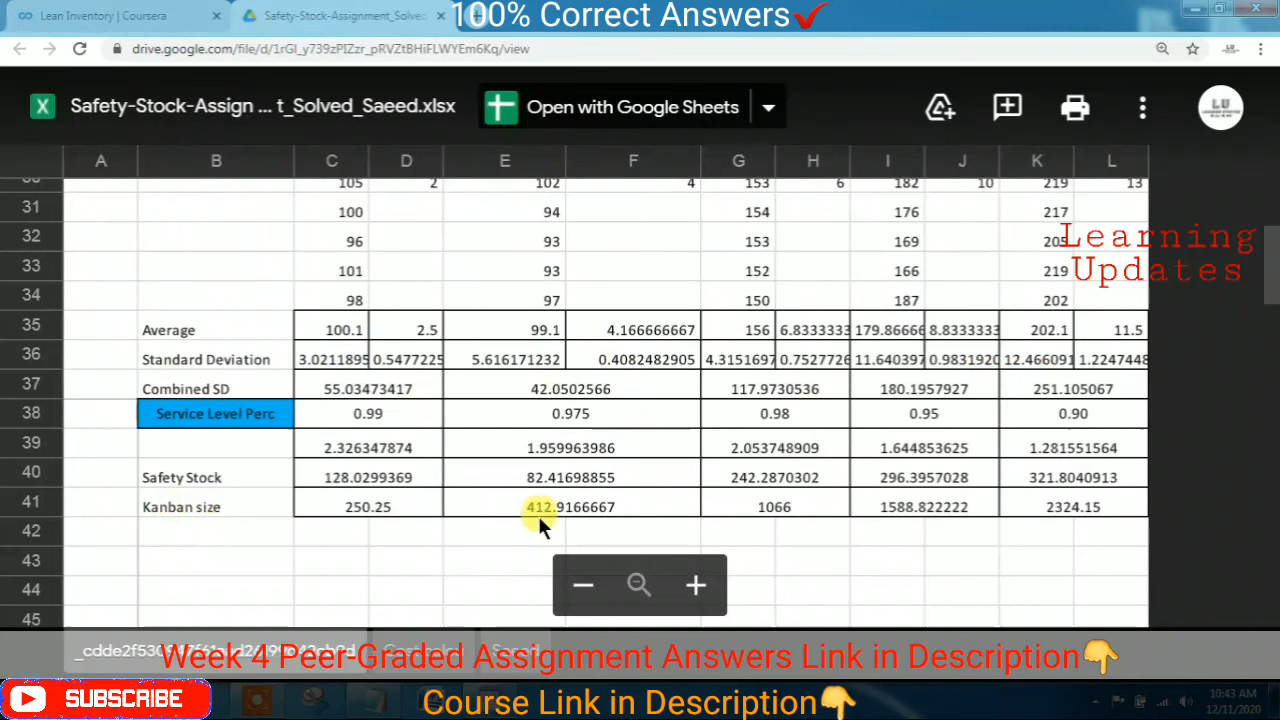 Lean Inventory | Coursera
Safety-Stock-Assignment_Solved
100% Correct Answers
drive.google.com/file/d/1rGI_y739zPIZzr_pRVZtBHiFLWYEm6Kq/view
Safety-Stock-Assign ... t_Solved_Saeed.xlsx
Open with Google Sheets
LU
A B C D E F G H I J K L
105 2 102 4 153 6 182 10 219 13
31 100 94 154 176 217
32 96 93 153 169 205
33 101 93 152 166 219
34 98 97 150 187 202
Learning
Updates
35 Average 100.1 2.5 99.1 4.166666667 156 6.8333333 179.86666 8.8333333 202.1 11.5
36 Standard Deviation 3.0211895 0.5477225 5.616171232 0.4082482905 4.3151697 0.7527726 11.640397 0.9831920 12.466091 1.2247448
37 Combined SD 55.03473417 42.0502566 117.9730536 180.1957927 251.105067
38 Service Level Perc 0.99 0.975 0.98 0.95 0.90
39 2.326347874 1.959963986 2.053748909 1.644853625 1.281551564
40 Safety Stock 128.0299369 82.41698855 242.2870302 296.3957028 321.8040913
41 Kanban size 250.25 412.9166667 1066 1588.822222 2324.15
42
43
44
45
Week 4 Peer-Graded Assignment Answers Link in Description
SUBSCRIBE
Course Link in Description
10:43 AM
12/11/2020